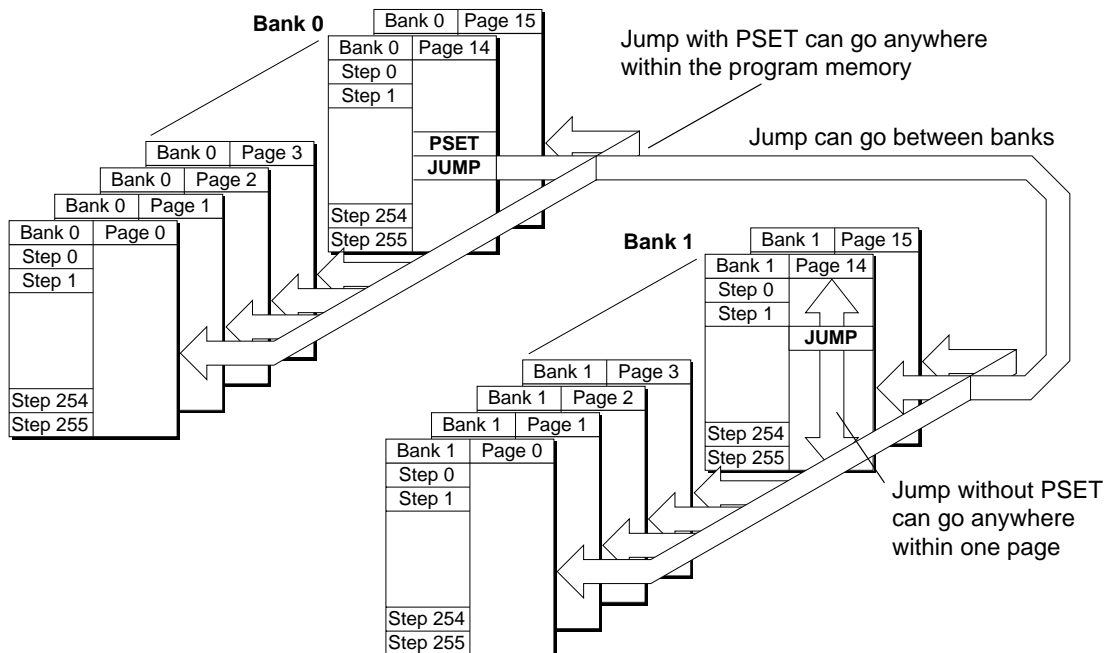 Bank 0
Bank 0 Page 15
Bank 0 Page 14
Step 0
Step 1
PSET
JUMP
Step 254
Step 255
Jump with PSET can go anywhere
within the program memory
Jump can go between banks
Bank 0 Page 3
Bank 0 Page 2
Bank 0 Page 1
Bank 0 Page 0
Step 0
Step 1
Step 254
Step 255
Bank 1
Bank 1 Page 15
Bank 1 Page 14
Step 0
Step 1
JUMP
Step 254
Step 255
Bank 1 Page 3
Bank 1 Page 2
Bank 1 Page 1
Bank 1 Page 0
Step 0
Step 1
Step 254
Step 255
Jump without PSET
can go anywhere
within one page